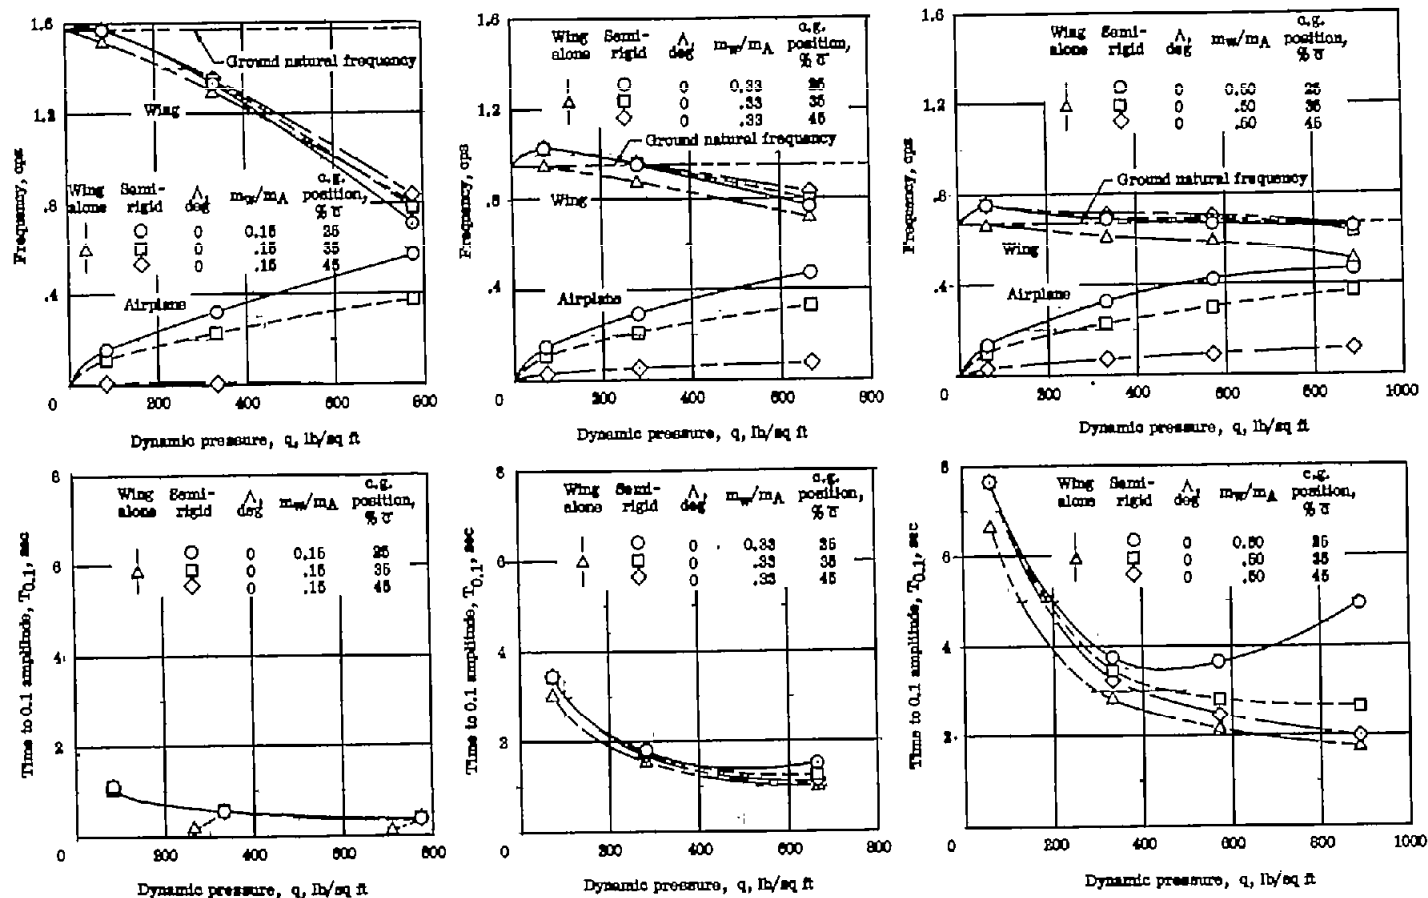 1.6
1.2
.8
.4
0
Frequency, cps
Ground natural frequency
Wing
Wing alone
Semi-rigid
Λ, deg
m_w/m_A
c.g. position, % c̄
0 0.15 25
0 .15 35
0 .15 45
Airplane
0 200 400 600 800
Dynamic pressure, q, lb/sq ft
1.6
1.2
.8
.4
0
Frequency, cps
Wing alone
Semi-rigid
Λ, deg
m_w/m_A
c.g. position, % c̄
0 0.33 25
0 .33 35
0 .33 45
Ground natural frequency
Wing
Airplane
0 200 400 600 800
Dynamic pressure, q, lb/sq ft
1.6
1.2
.8
.4
0
Frequency, cps
Wing alone
Semi-rigid
Λ, deg
m_w/m_A
c.g. position, % c̄
0 0.50 25
0 .50 35
0 .50 45
Ground natural frequency
Wing
Airplane
0 200 400 600 800 1000
Dynamic pressure, q, lb/sq ft
8
6
4
2
Time to 0.1 amplitude, T0.1, sec
Wing alone
Semi-rigid
Λ, deg
m_w/m_A
c.g. position, % c̄
0 0.15 25
0 .15 35
0 .15 45
0 200 400 600 800
Dynamic pressure, q, lb/sq ft
8
6
4
2
Time to 0.1 amplitude, T0.1, sec
Wing alone
Semi-rigid
Λ, deg
m_w/m_A
c.g. position, % c̄
0 0.33 25
0 .33 35
0 .33 45
0 200 400 600 800
Dynamic pressure, q, lb/sq ft
8
6
4
2
Time to 0.1 amplitude, T0.1, sec
Wing alone
Semi-rigid
Λ, deg
m_w/m_A
c.g. position, % c̄
0 0.50 25
0 .50 35
0 .50 45
0 200 400 600 800 1000
Dynamic pressure, q, lb/sq ft